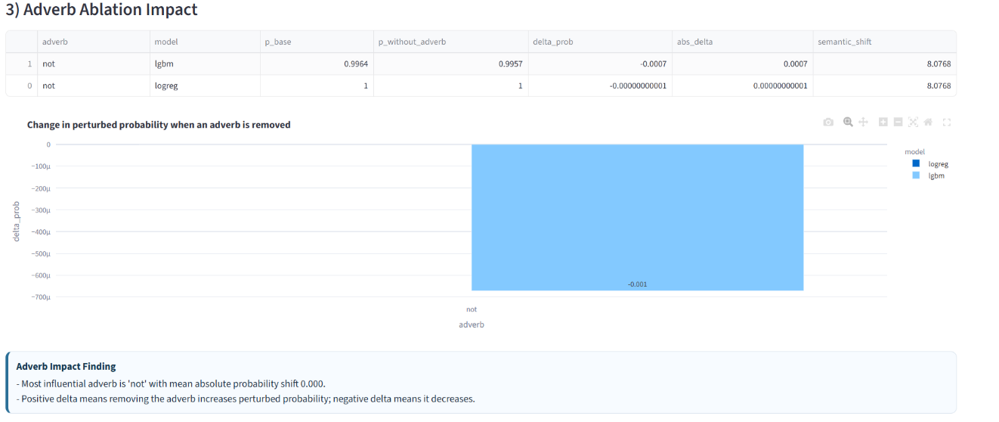 3) Adverb Ablation Impact
adverb model p_base p_without_adverb delta_prob abs_delta semantic_shift
1 not lgbm 0.9964 0.9957 -0.0007 0.0007 8.0768
0 not logreg 1 1 -0.00000000001 0.00000000001 8.0768
Change in perturbed probability when an adverb is removed
0
−100μ
−200μ
−300μ
−400μ
−500μ
−600μ
−700μ
delta_prob
-0.001
not
adverb
model
logreg
lgbm
Adverb Impact Finding
- Most influential adverb is 'not' with mean absolute probability shift 0.000.
- Positive delta means removing the adverb increases perturbed probability; negative delta means it decreases.